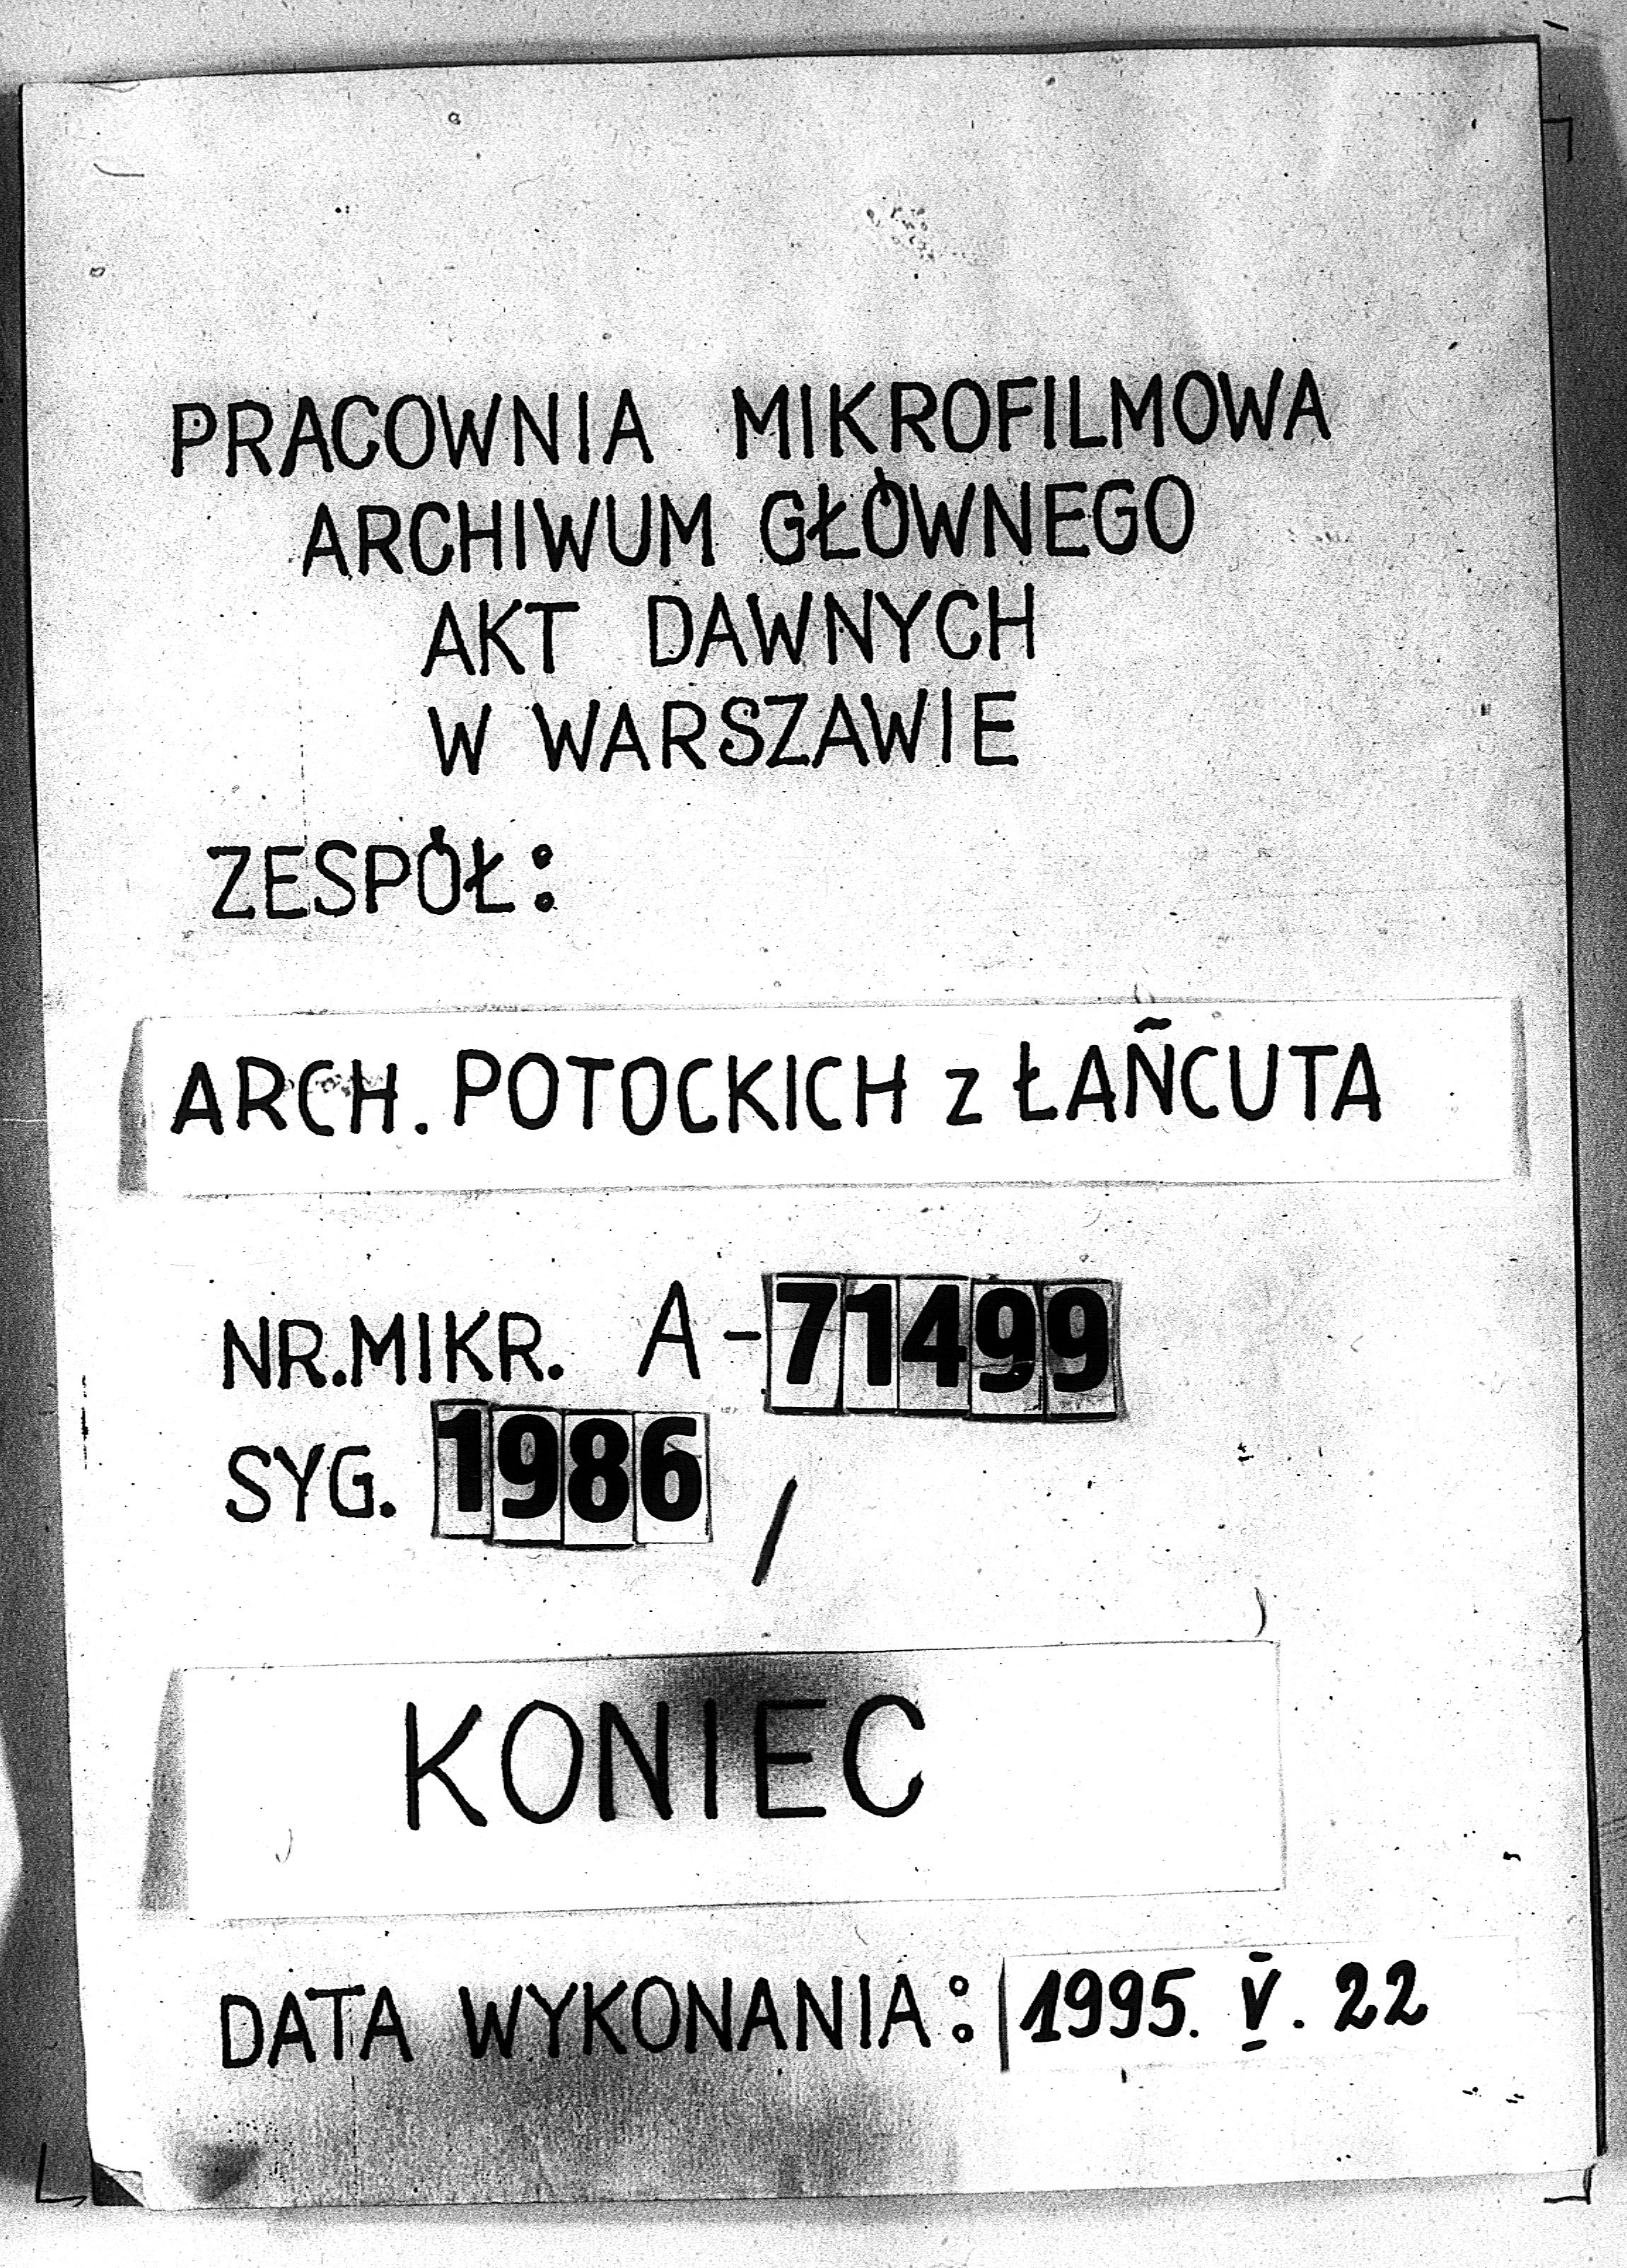 PRACOWNIA MIKROFILMOWA
ARCHIWUM GŁÓWNEGO
AKT DAWNYCH
W WARSZAWIE
ZESPÓŁ:
ARCH. POTOCKICH z ŁAŃCUTA
NR.MIKR. A-71499
SYG. 1986 /
KONIEC
DATA WYKONANIA: 1995. V. 22